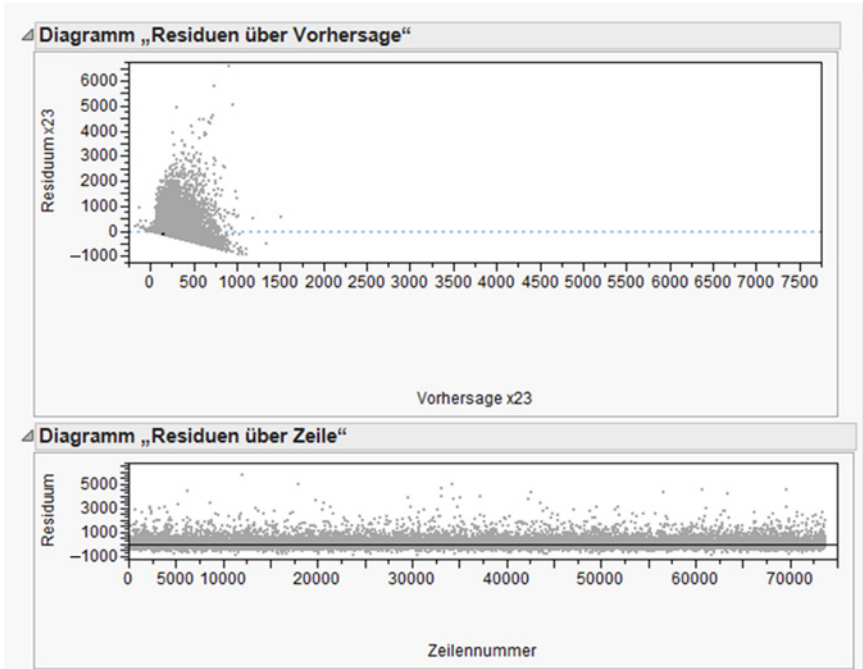 Diagramm „Residuen über Vorhersage“
Residuum x23
6000
5000
4000
3000
2000
1000
0
–1000
0 500 1000 1500 2000 2500 3000 3500 4000 4500 5000 5500 6000 6500 7000 7500
Vorhersage x23
Diagramm „Residuen über Zeile“
Residuum
5000
3000
1000
–1000
0 5000 10000 20000 30000 40000 50000 60000 70000
Zeilennummer